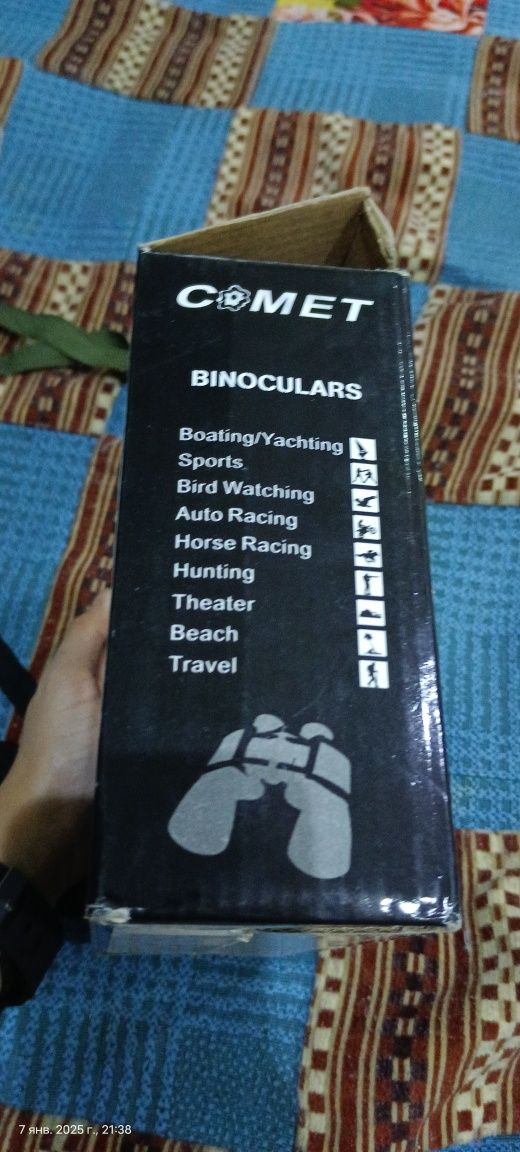 COMET
BINOCULARS
Boating/Yachting
Sports
Bird Watching
Auto Racing
Horse Racing
Hunting
Theater
Beach
Travel
7 янв. 2025 г., 21:38